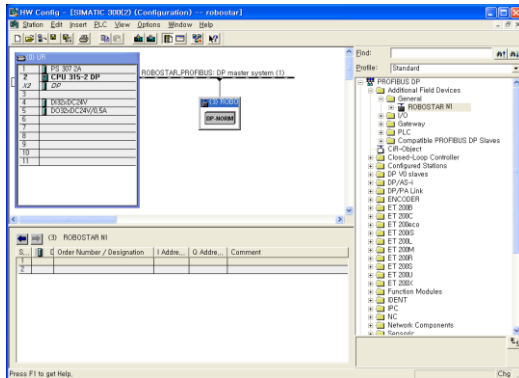 HW Config - [SIMATIC 300(2) (Configuration) -- robostar]
Station Edit Insert PLC View Options Window Help
(0) UR
1 PS 307 2A
2 CPU 315-2 DP
X2 DP
3
4 DI32xDC24V
5 DO32xDC24V/0.5A
6
7
8
9
10
11
ROBOSTAR_PROFIBUS: DP master system (1)
(3) ROBO
DP-NORM
Find:
Profile: Standard
PROFIBUS DP
Additional Field Devices
General
ROBOSTAR N1
I/O
Gateway
PLC
Compatible PROFIBUS DP Slaves
CiR-Object
Closed-Loop Controller
Configured Stations
DP V0 slaves
DP/AS-i
DP/PA Link
ENCODER
ET 200B
ET 200C
ET 200eco
ET 200iS
ET 200L
ET 200M
ET 200R
ET 200S
ET 200U
ET 200X
Function Modules
IDENT
IPC
NC
Network Components
Sensoric
(3) ROBOSTAR N1
S... Order Number / Designation I Addre... Q Addre... Comment
1
2
Press F1 to get Help.
Chg